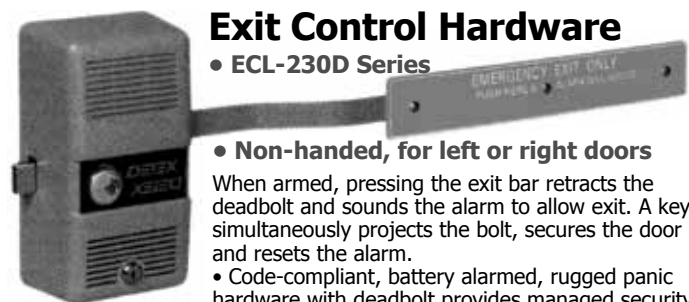 Exit Control Hardware
• ECL-230D Series
EMERGENCY EXIT ONLY
• Non-handed, for left or right doors
DETEX
When armed, pressing the exit bar retracts the
deadbolt and sounds the alarm to allow exit. A key
simultaneously projects the bolt, secures the door
and resets the alarm.
• Code-compliant, battery alarmed, rugged panic
hardware with deadbolt provides managed security